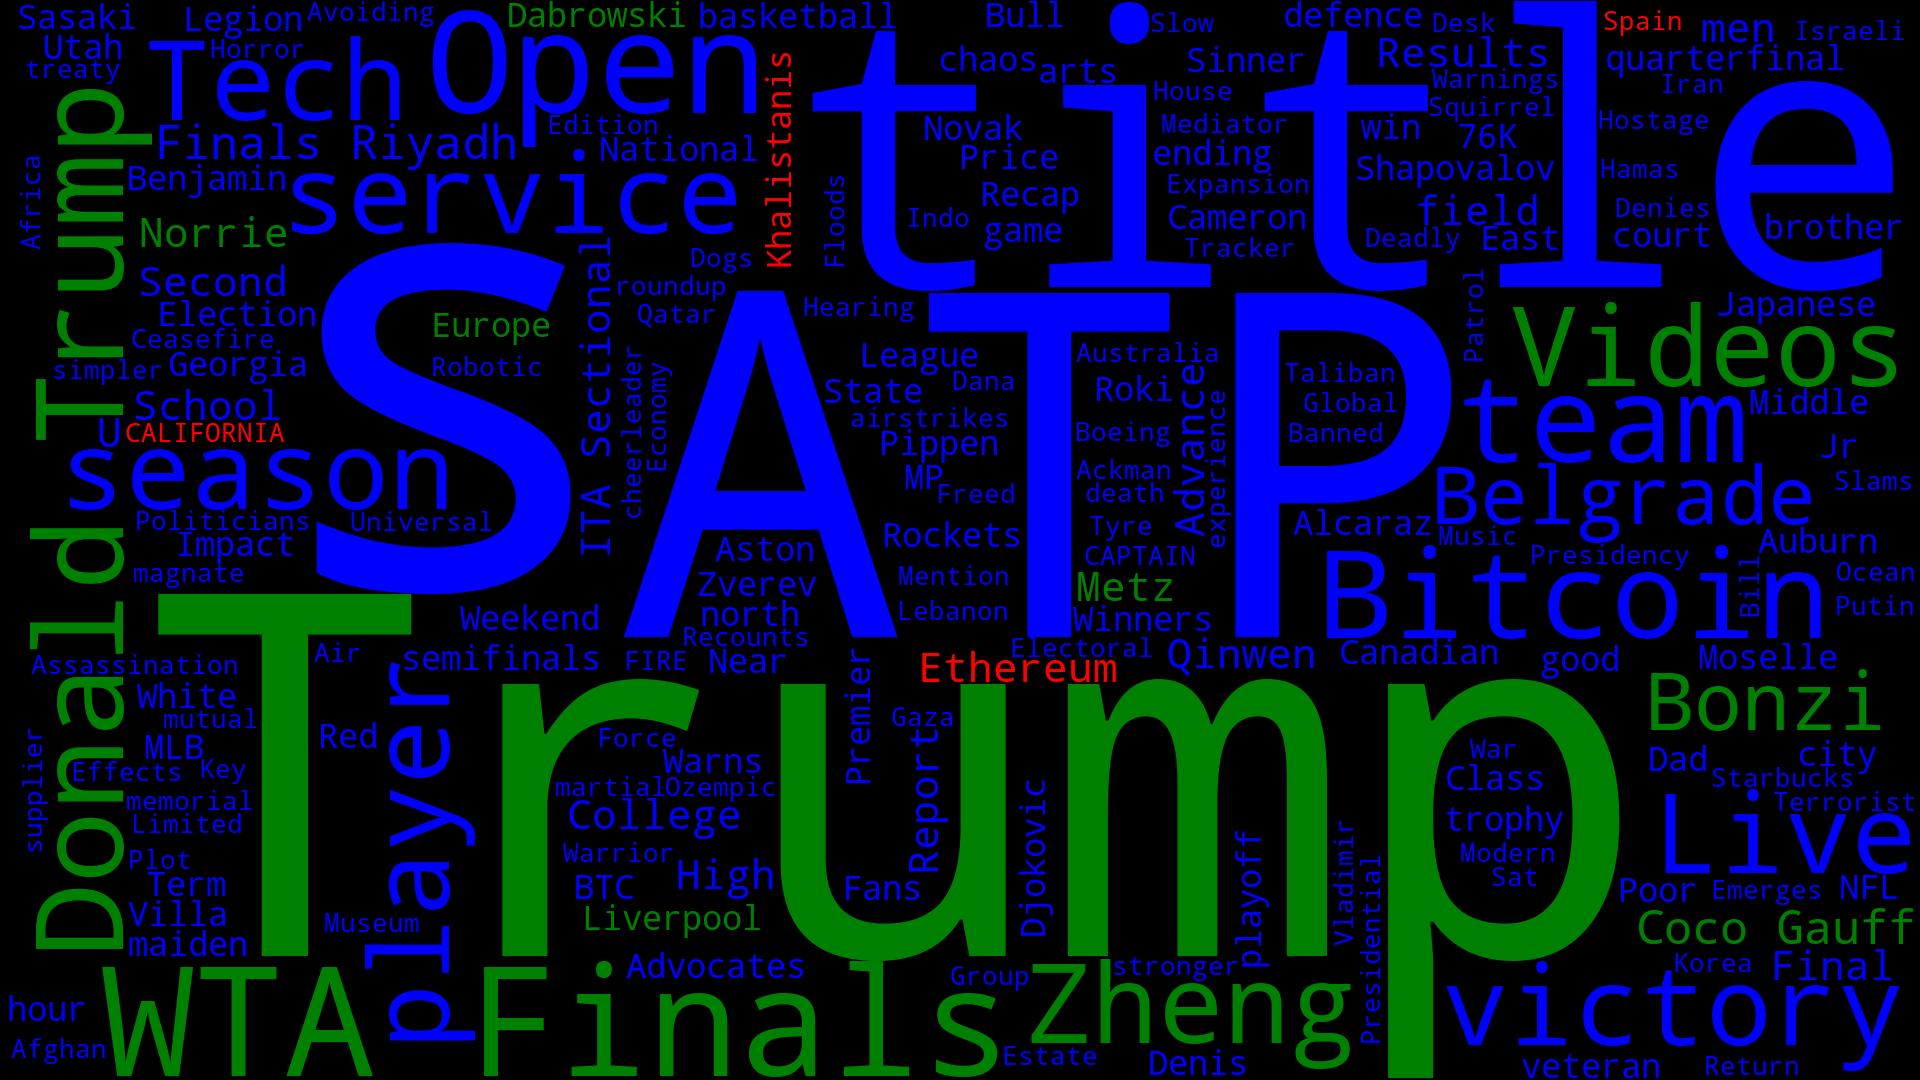 Sasaki
Legion
Avoiding
Dabrowski
basketball
Bull
Slow
defence
Desk
Spain
men
Israeli
Utah
Horror
treaty
Tech
Open
chaos
arts
Sinner
Results
quarterfinal
title
House
Warnings
Iran
Squirrel
Finals Riyadh
Edition
National
Khalistanis
Novak
Mediator
win
76K
Hostage
Price
ending
Africa
Benjamin
service
Floods
Recap
Expansion
Shapovalov
Hamas
Norrie
Indo
game
Cameron
field
Denies
Tracker
Deadly
East
court
brother
Trump
Dogs
Second
roundup
Election
Qatar
Hearing
Patrol
Japanese
Ceasefire
Europe
ITA Sectional
Videos
simpler
Georgia
Robotic
S
ATP
League
Australia
State
Dana
Roki
Taliban
Global
Banned
School
cheerleader
Economy
airstrikes
Pippen
Boeing
Advance
experience
team
Middle
U
CALIFORNIA
Jr
season
MP
Freed
Ackman
death
Belgrade
Slams
Politicians
Universal
Rockets
Tyre
Alcaraz
Music
Impact
Aston
CAPTAIN
Presidency
Auburn
magnate
Zverev
Mention
Metz
Bitcoin
Bill
Ocean
Weekend
north
Lebanon
Winners
Putin
Recounts
Electoral
Donald Trump
Assassination
Air
semifinals
FIRE
Near
Premier
Ethereum
Qinwen
Canadian
good
Moselle
White
mutual
player
Bonzi
supplier
MLB
Red
Force
Gaza
War
Dad
city
Effects
Key
Warns
Report
Class
Starbucks
memorial
martial
Ozempic
Djokovic
trophy
Terrorist
Limited
College
Live
Plot
Warrior
High
playoff
Vladimir
Modern
Term
BTC
Fans
Sat
Poor
Emerges
NFL
Villa
Museum
Liverpool
Presidential
Coco Gauff
maiden
Advocates
Group
stronger
Korea
Final
hour
WTA Finals
Zheng
victory
Afghan
Estate
Denis
veteran
Return